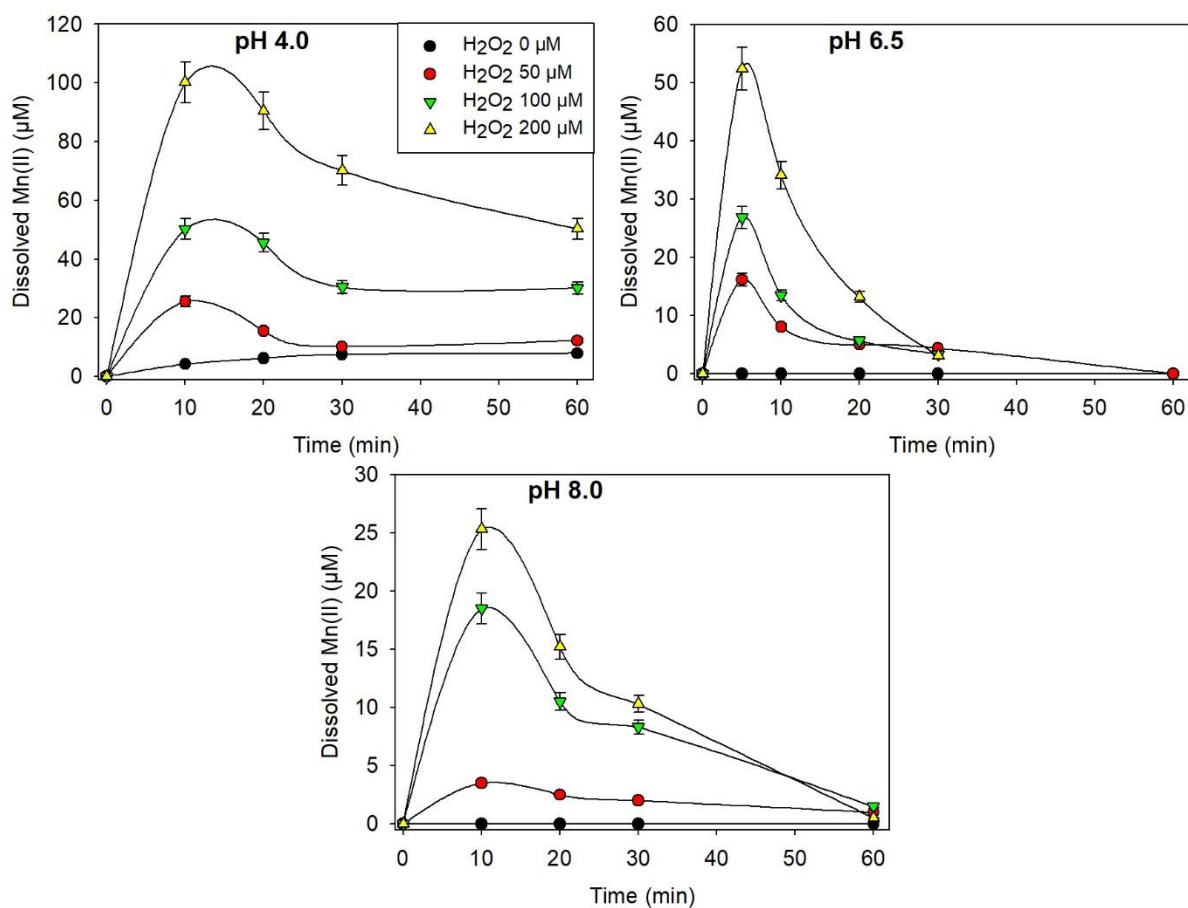 pH 4.0
H₂O₂ 0 µM
H₂O₂ 50 µM
H₂O₂ 100 µM
H₂O₂ 200 µM
Dissolved Mn(II) (µM)
120
100
80
60
40
20
0
0 10 20 30 40 50 60
Time (min)
pH 6.5
Dissolved Mn(II) (µM)
60
50
40
30
20
10
0
0 10 20 30 40 50 60
Time (min)
pH 8.0
Dissolved Mn(II) (µM)
30
25
20
15
10
5
0
0 10 20 30 40 50 60
Time (min)